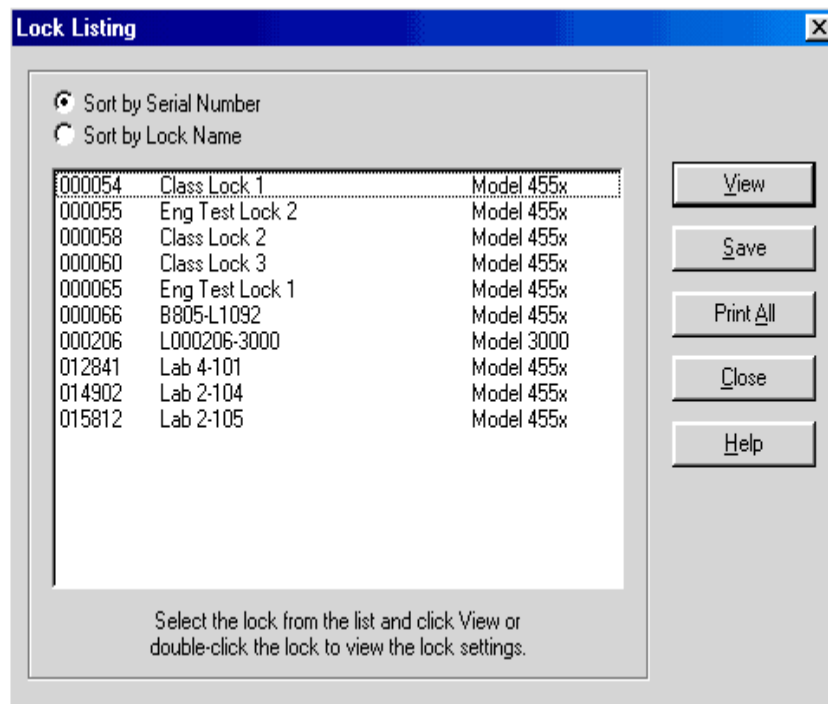 Lock Listing
Sort by Serial Number
Sort by Lock Name
000054 Class Lock 1 Model 455x
000055 Eng Test Lock 2 Model 455x
000058 Class Lock 2 Model 455x
000060 Class Lock 3 Model 455x
000065 Eng Test Lock 1 Model 455x
000066 B805-L1092 Model 455x
000206 L000206-3000 Model 3000
012841 Lab 4-101 Model 455x
014902 Lab 2-104 Model 455x
015812 Lab 2-105 Model 455x
Select the lock from the list and click View or
double-click the lock to view the lock settings.
View
Save
Print All
Close
Help